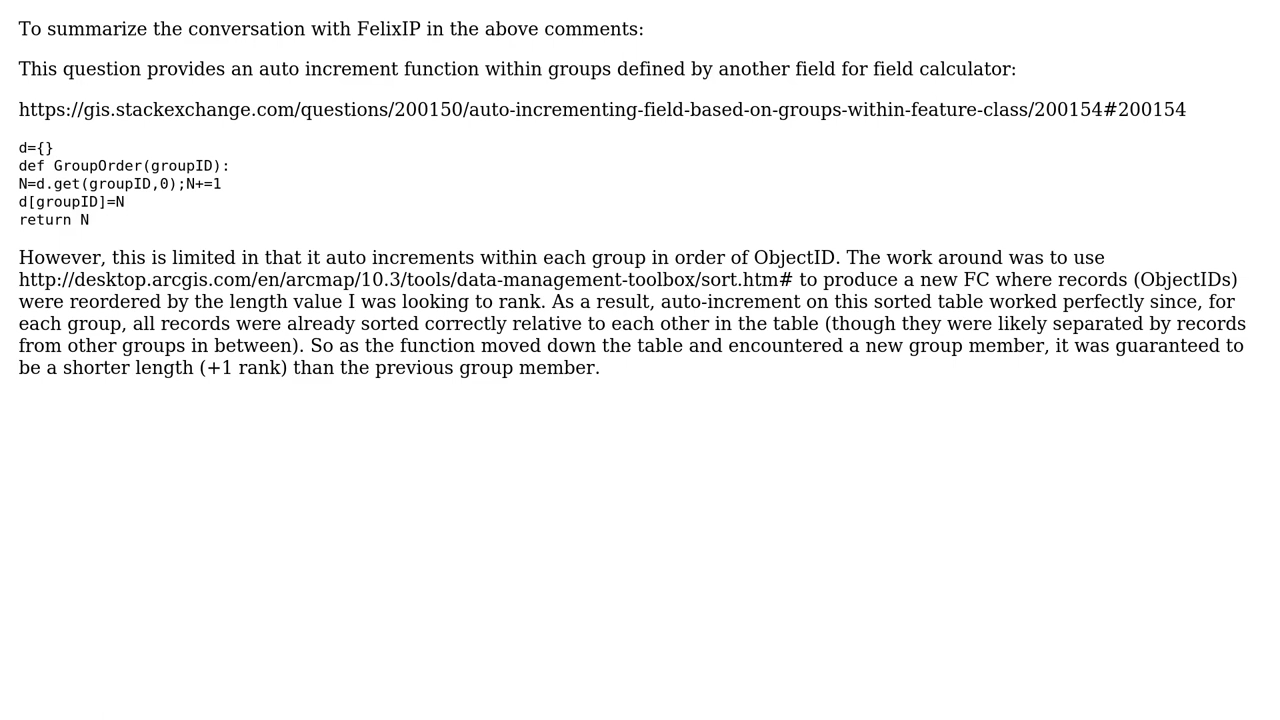 To summarize the conversation with FelixIP in the above comments:
This question provides an auto increment function within groups defined by another field for field calculator:
https://gis.stackexchange.com/questions/200150/auto-incrementing-field-based-on-groups-within-feature-class/200154#200154
d={}
def GroupOrder(groupID):
N=d.get(groupID,0);N+=1
d[groupID]=N
return N
However, this is limited in that it auto increments within each group in order of ObjectID. The work around was to use
http://desktop.arcgis.com/en/arcmap/10.3/tools/data-management-toolbox/sort.htm# to produce a new FC where records (ObjectIDs)
were reordered by the length value I was looking to rank. As a result, auto-increment on this sorted table worked perfectly since, for
each group, all records were already sorted correctly relative to each other in the table (though they were likely separated by records
from other groups in between). So as the function moved down the table and encountered a new group member, it was guaranteed to
be a shorter length (+1 rank) than the previous group member.